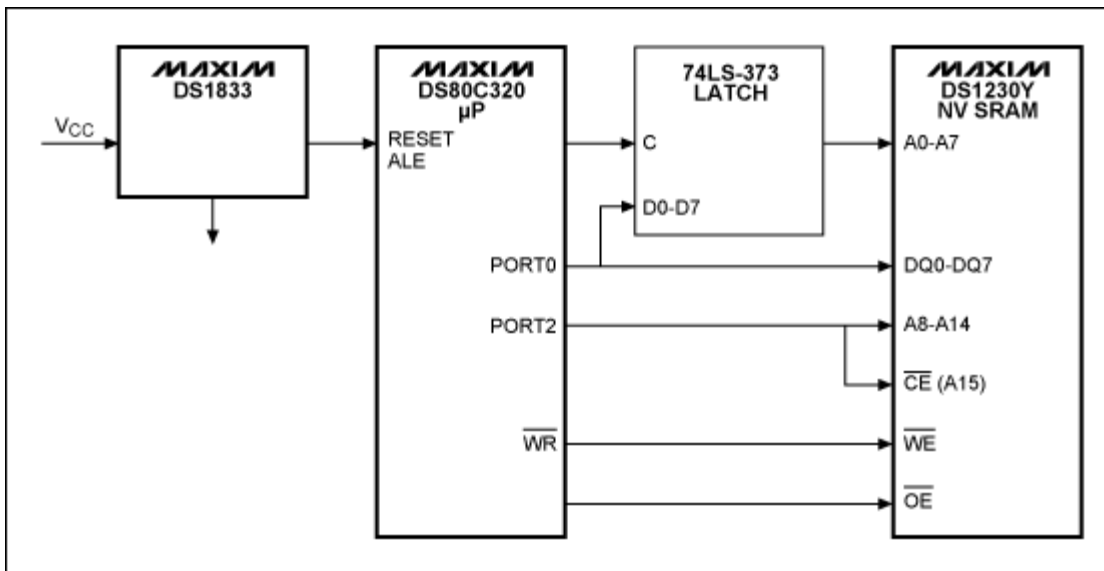 MAXIM
DS1833
VCC
MAXIM
DS80C320
µP
RESET
ALE
PORT0
PORT2
WR
74LS-373
LATCH
C
D0-D7
MAXIM
DS1230Y
NV SRAM
A0-A7
DQ0-DQ7
A8-A14
CE (A15)
WE
OE